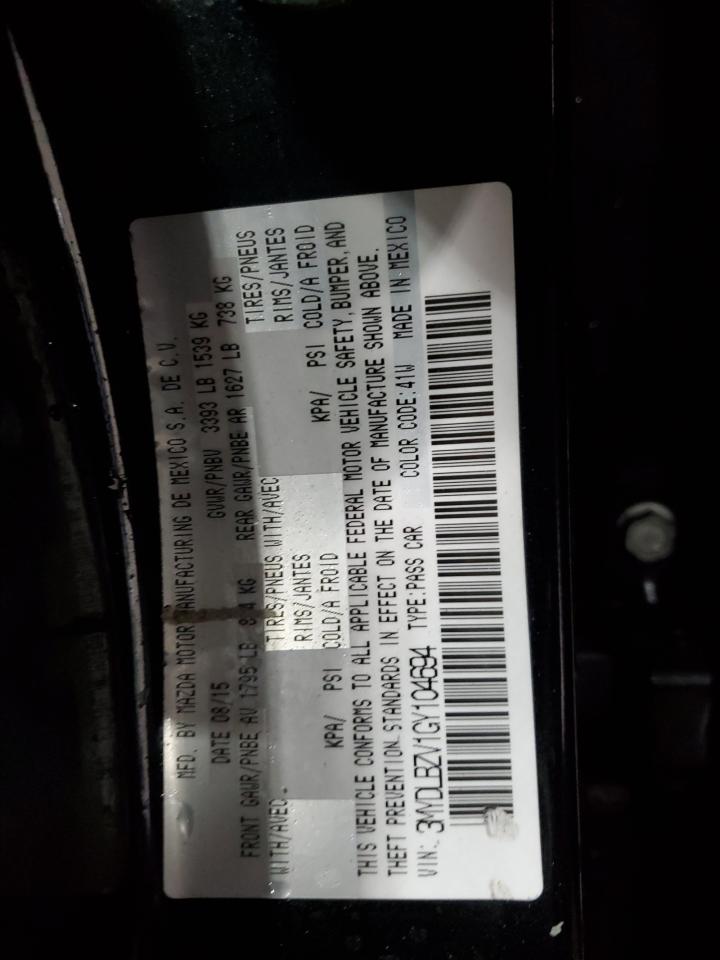 MFD. BY MAZDA MOTOR MANUFACTURING DE MEXICO S.A. DE C.V.
DATE 08/15 GVWR/PNBV 3393 LB 1539 KG
FRONT GAWR/PNBE AV 1795 LB 814 KG REAR GAWR/PNBE AR 1627 LB 738 KG
WITH/AVEC TIRES/PNEUS WITH/AVEC TIRES/PNEUS
RIMS/JANTES RIMS/JANTES
KPA/ PSI COLD/A FROID KPA/ PSI COLD/A FROID
THIS VEHICLE CONFORMS TO ALL APPLICABLE FEDERAL MOTOR VEHICLE SAFETY, BUMPER, AND
THEFT PREVENTION STANDARDS IN EFFECT ON THE DATE OF MANUFACTURE SHOWN ABOVE.
VIN: 3MYDLBZV1GY104694 TYPE:PASS CAR COLOR CODE:41W MADE IN MEXICO